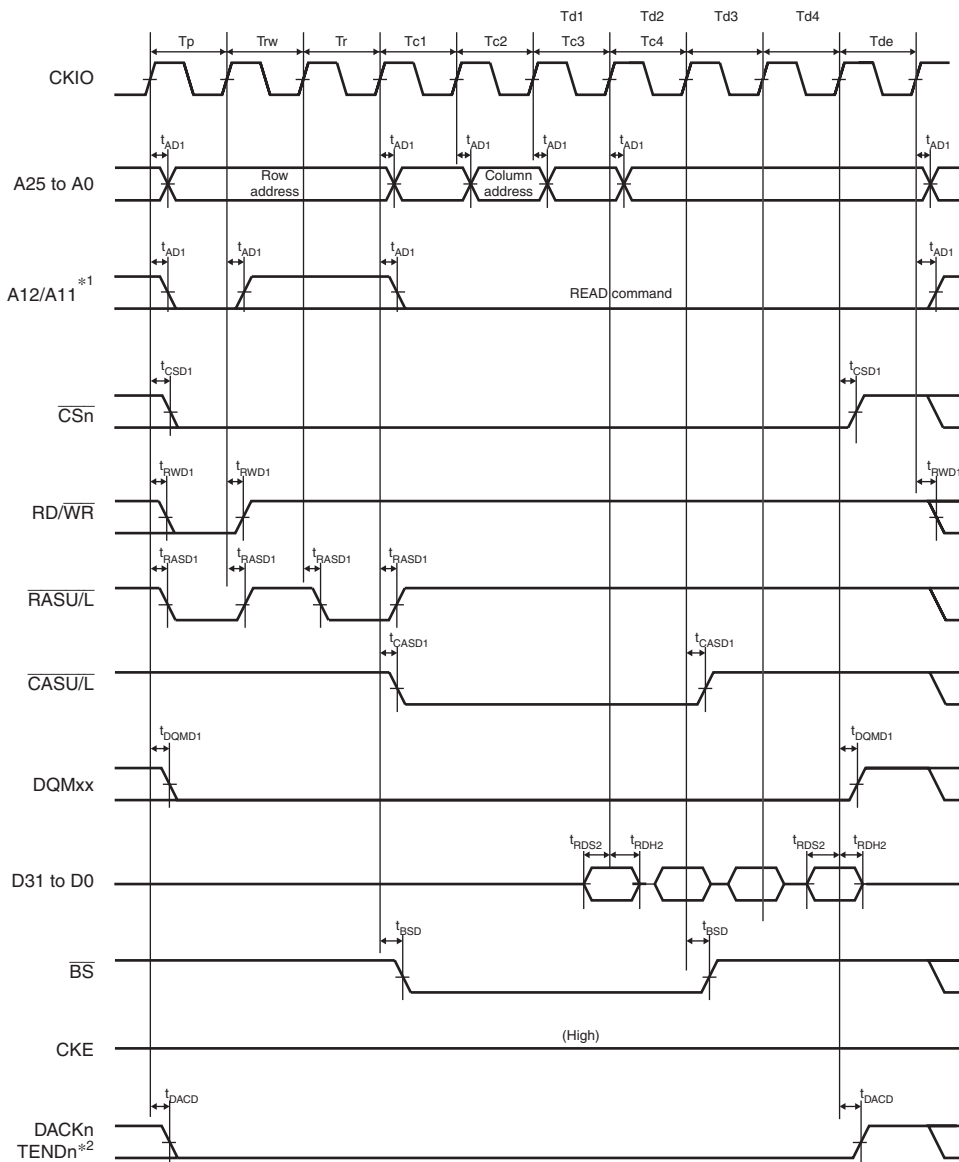 Td1 Td2 Td3 Td4
Tp Trw Tr Tc1 Tc2 Tc3 Tc4 Tde
CKIO
tAD1 tAD1 tAD1 tAD1 tAD1 tAD1
A25 to A0
Row address
Column address
tAD1 tAD1 tAD1 tAD1
A12/A11*1
READ command
tCSD1 tCSD1
CSn
tRWD1 tRWD1 tRWD1
RD/WR
tRASD1 tRASD1 tRASD1 tRASD1
RASU/L
tCASD1 tCASD1
CASU/L
tDQMD1 tDQMD1
DQMxx
tRDS2 tRDH2 tRDS2 tRDH2
D31 to D0
tBSD tBSD
BS
(High)
CKE
tDACD tDACD
DACKn
TENDn*2